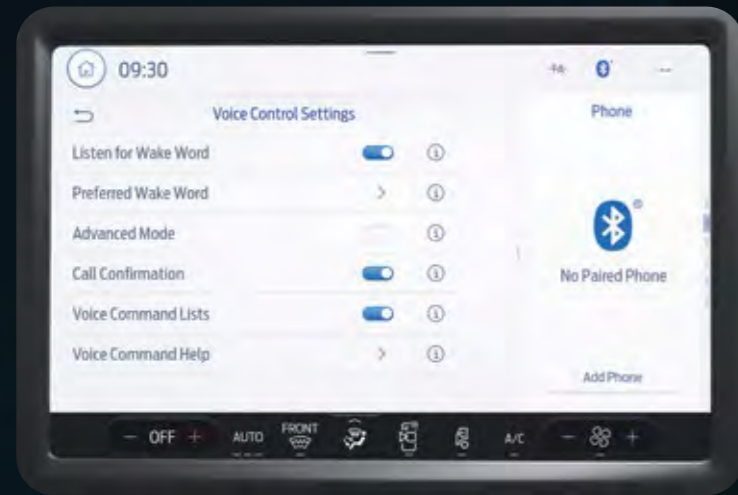 09:30
Voice Control Settings
Phone
Listen for Wake Word
Preferred Wake Word
Advanced Mode
Call Confirmation
No Paired Phone
Voice Command Lists
Voice Command Help
Add Phone
- OFF +
AUTO
FRONT
A/C
- +